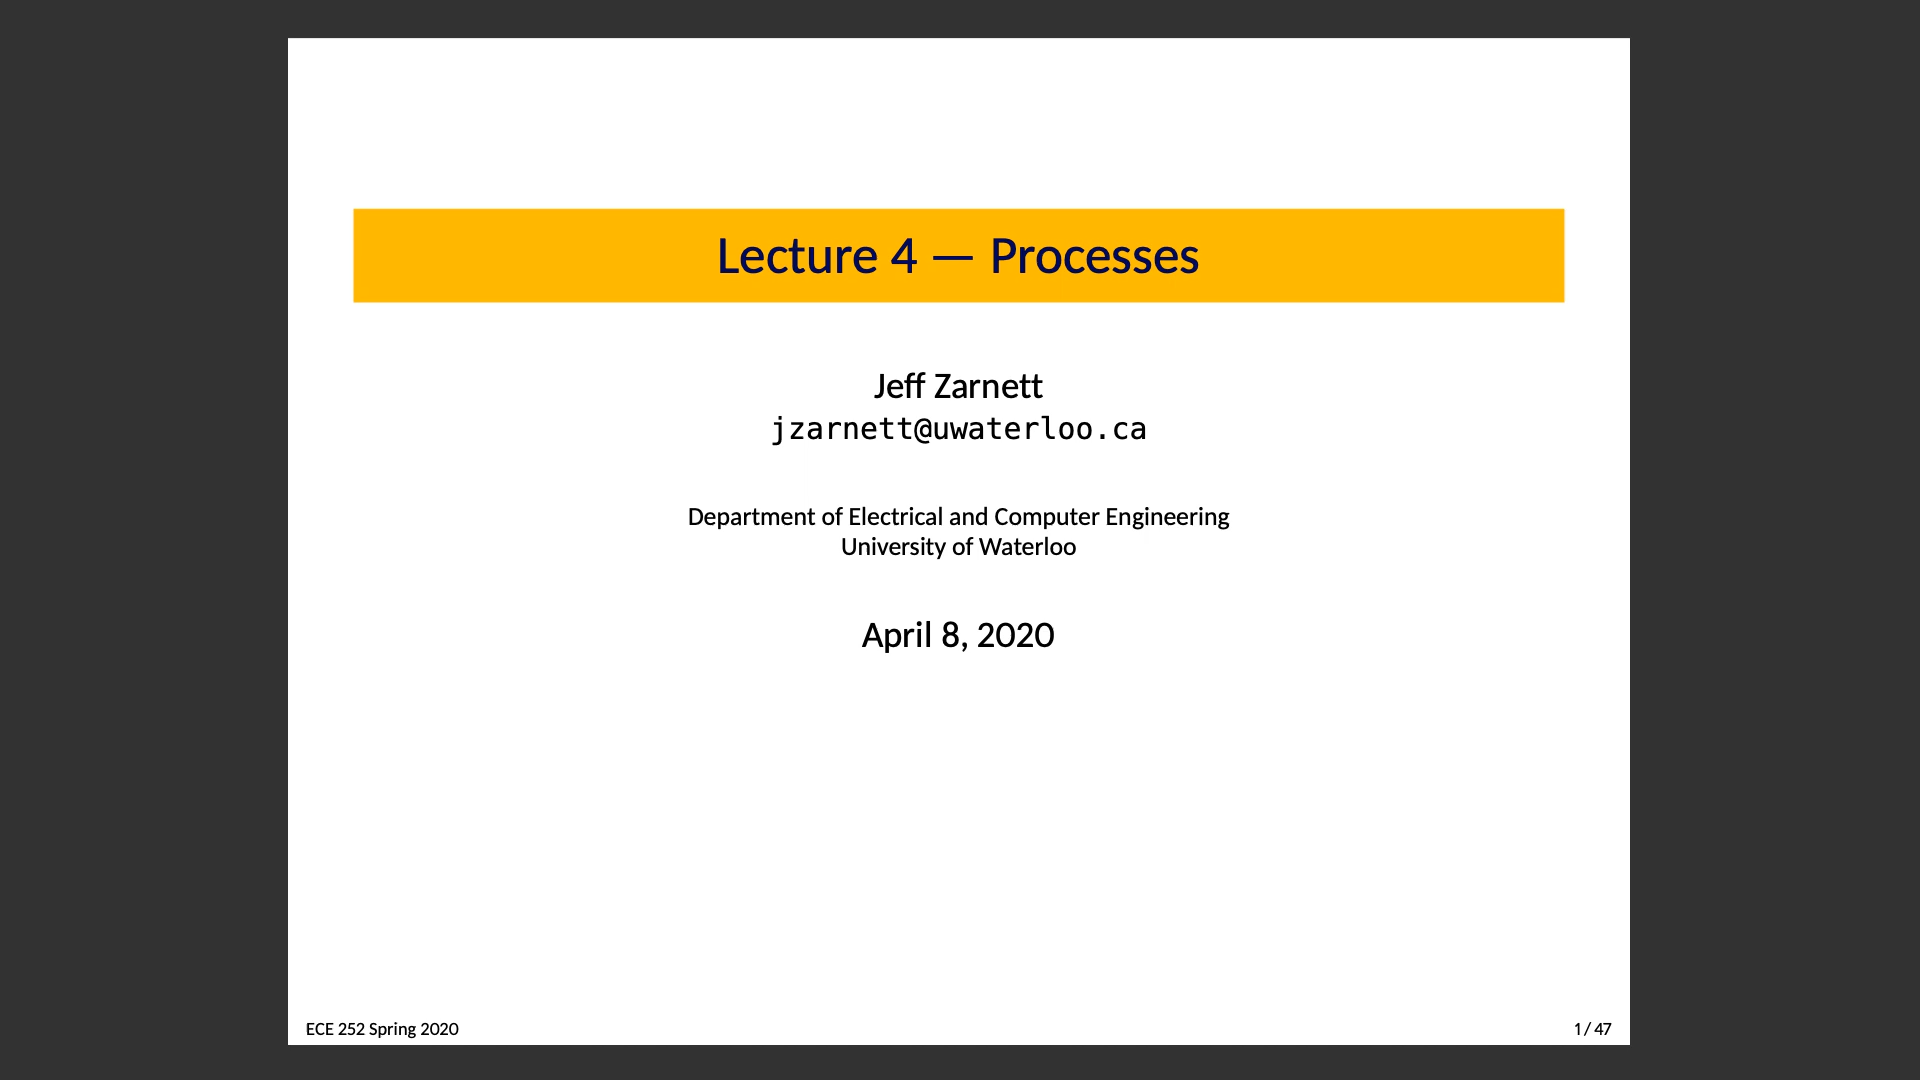 Lecture 4 — Processes
Jeff Zarnett
jzarnett@uwaterloo.ca
Department of Electrical and Computer Engineering
University of Waterloo
April 8, 2020
ECE 252 Spring 2020
1 / 47